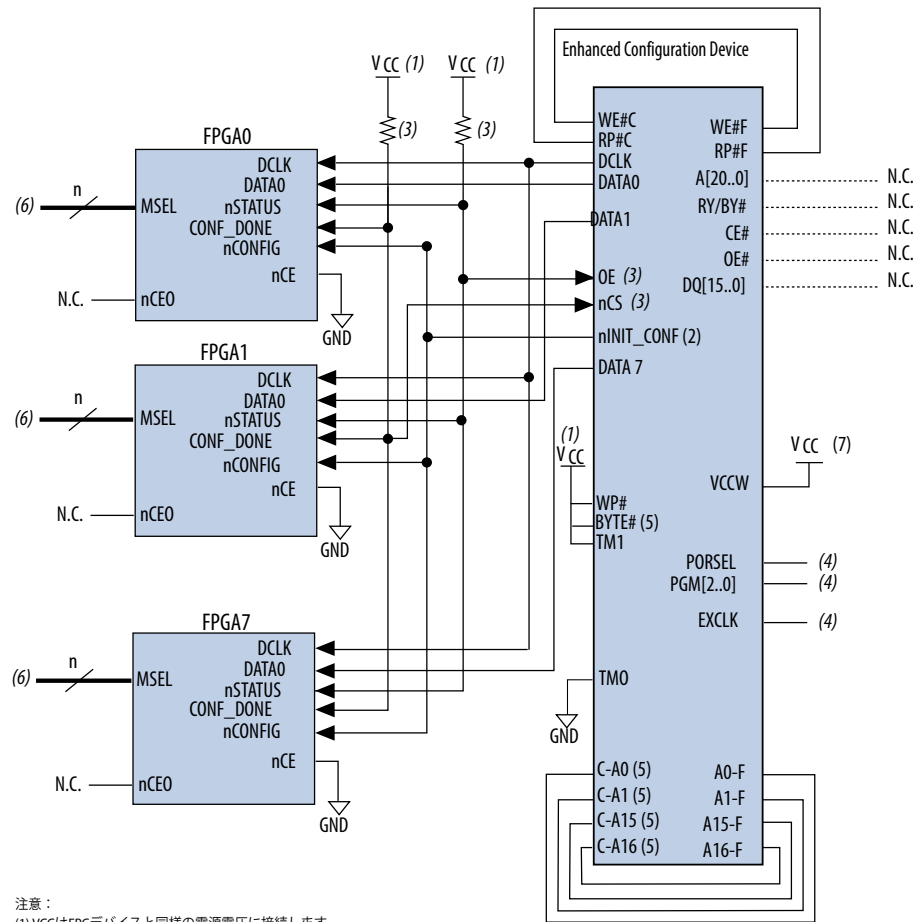 Enhanced Configuration Device
VCC (1)
VCC (1)
(3)
(3)
FPGA0
DCLK
DATA0
nSTATUS
CONF_DONE
nCONFIG
MSEL
nCE
nCEO
(6)
n
N.C.
GND
FPGA1
DCLK
DATA0
nSTATUS
CONF_DONE
nCONFIG
MSEL
nCE
nCEO
(6)
n
N.C.
GND
FPGA7
DCLK
DATA0
nSTATUS
CONF_DONE
nCONFIG
MSEL
nCE
nCEO
(6)
n
N.C.
GND
WE#C
RP#C
DCLK
DATA0
DATA1
OE (3)
nCS (3)
nINIT_CONF (2)
DATA 7
(1)
VCC
WP#
BYTE# (5)
TM1
TM0
GND
C-A0 (5)
C-A1 (5)
C-A15 (5)
C-A16 (5)
WE#F
RP#F
A[20..0] N.C.
RY/BY# N.C.
CE# N.C.
OE# N.C.
DQ[15..0] N.C.
VCC (7)
VCCW
PORSEL (4)
PGM[2..0] (4)
EXCLK (4)
A0-F
A1-F
A15-F
A16-F
注意：